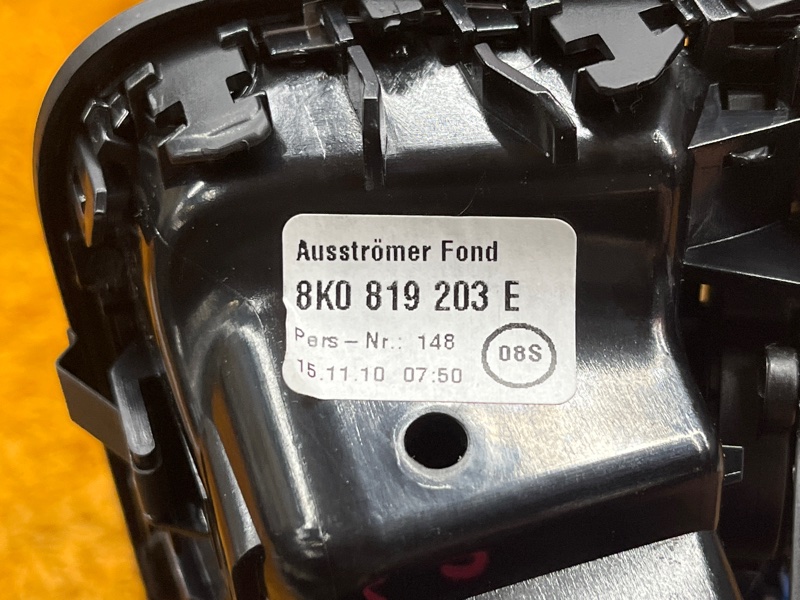 Ausströmer Fond
8K0 819 203 E
Pers-Nr.: 148
15.11.10 07:50
08S